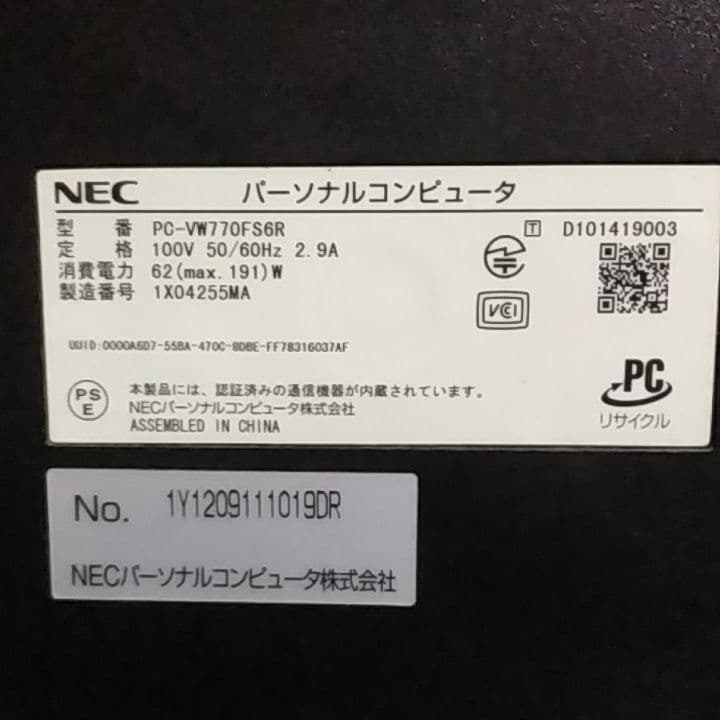 NEC パーソナルコンピュータ
型 番 PC-VW770FS6R
定 格 100V 50/60Hz 2.9A
消費電力 62(max.191)W
製造番号 1X04255MA
T D101419003
VCI
UUID:0000A6D7-55BA-470C-8DBE-FF78316037AF
PS
E
本製品には、認証済みの通信機器が内蔵されています。
NECパーソナルコンピュータ株式会社
ASSEMBLED IN CHINA
PC
リサイクル
No. 1Y1209111019DR
NECパーソナルコンピュータ株式会社